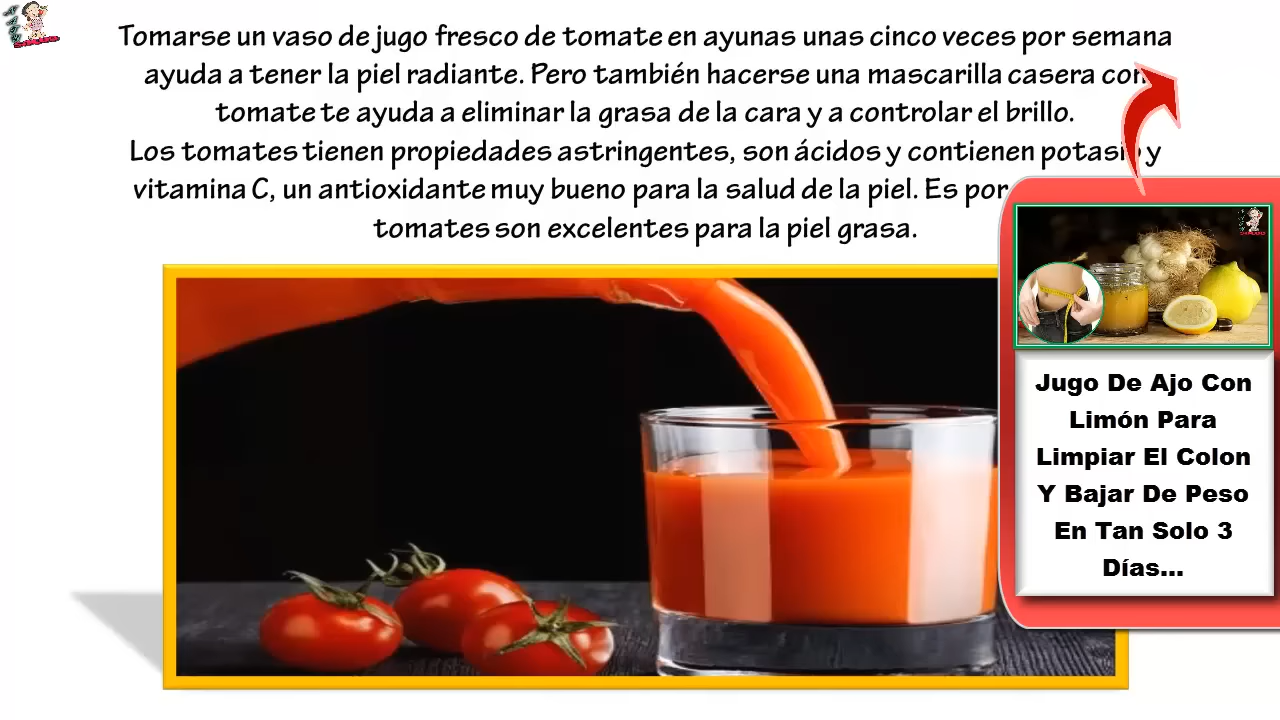 Tomarse un vaso de jugo fresco de tomate en ayunas unas cinco veces por semana
ayuda a tener la piel radiante. Pero también hacerse una mascarilla casera con
tomate te ayuda a eliminar la grasa de la cara y a controlar el brillo.
Los tomates tienen propiedades astringentes, son ácidos y contienen potasio y
vitamina C, un antioxidante muy bueno para la salud de la piel. Es por
tomates son excelentes para la piel grasa.
Jugo De Ajo Con
Limón Para
Limpiar El Colon
Y Bajar De Peso
En Tan Solo 3
Días...